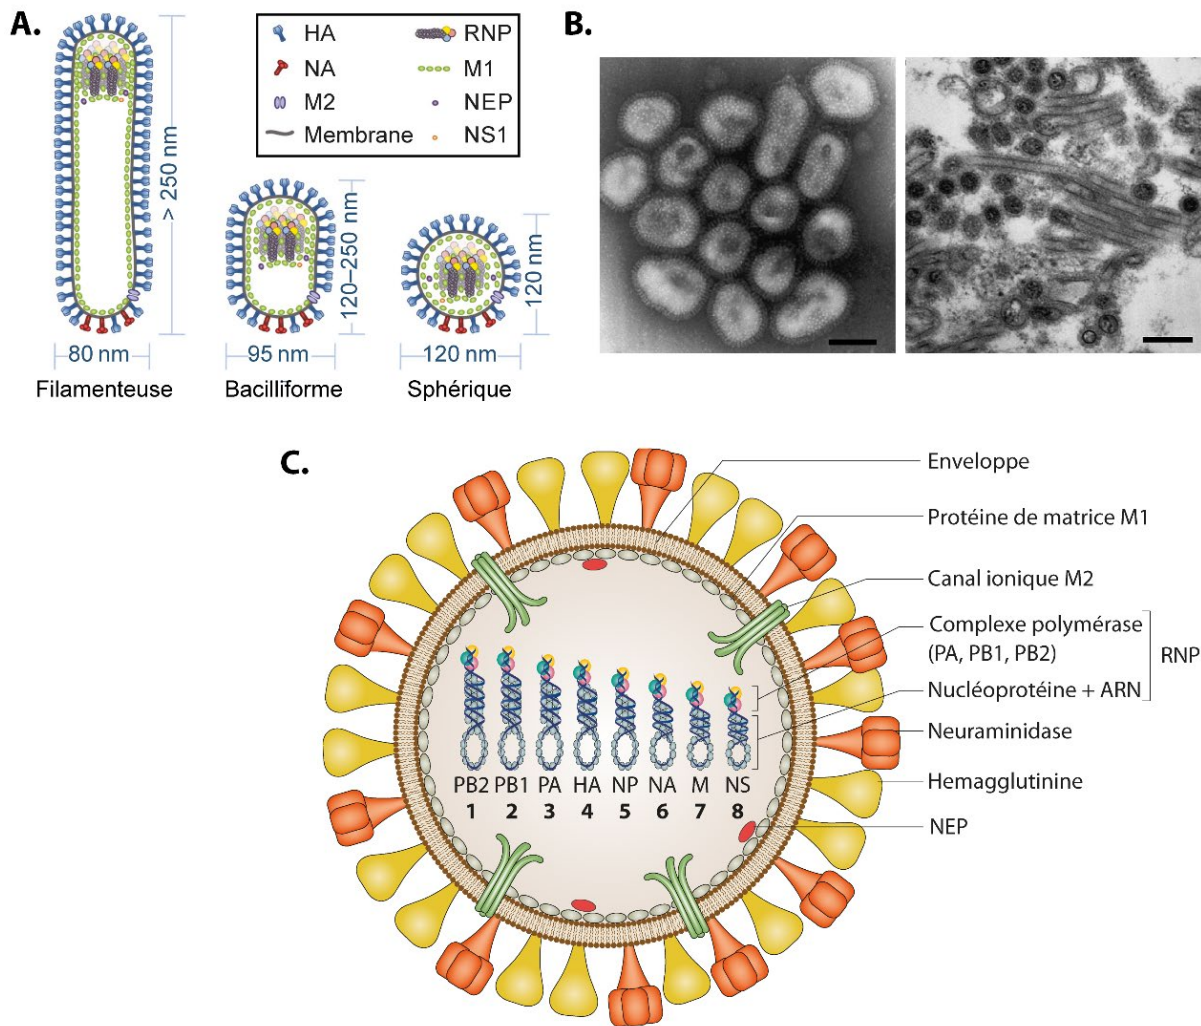 A.
HA
NA
M2
Membrane
RNP
M1
NEP
NS1
> 250 nm
120–250 nm
120 nm
80 nm
95 nm
120 nm
Filamenteuse
Bacilliforme
Sphérique
B.
C.
Enveloppe
Protéine de matrice M1
Canal ionique M2
Complexe polymérase
(PA, PB1, PB2)
RNP
Nucléoprotéine + ARN
Neuraminidase
Hemagglutinine
NEP
PB2 PB1 PA HA NP NA M NS
1 2 3 4 5 6 7 8